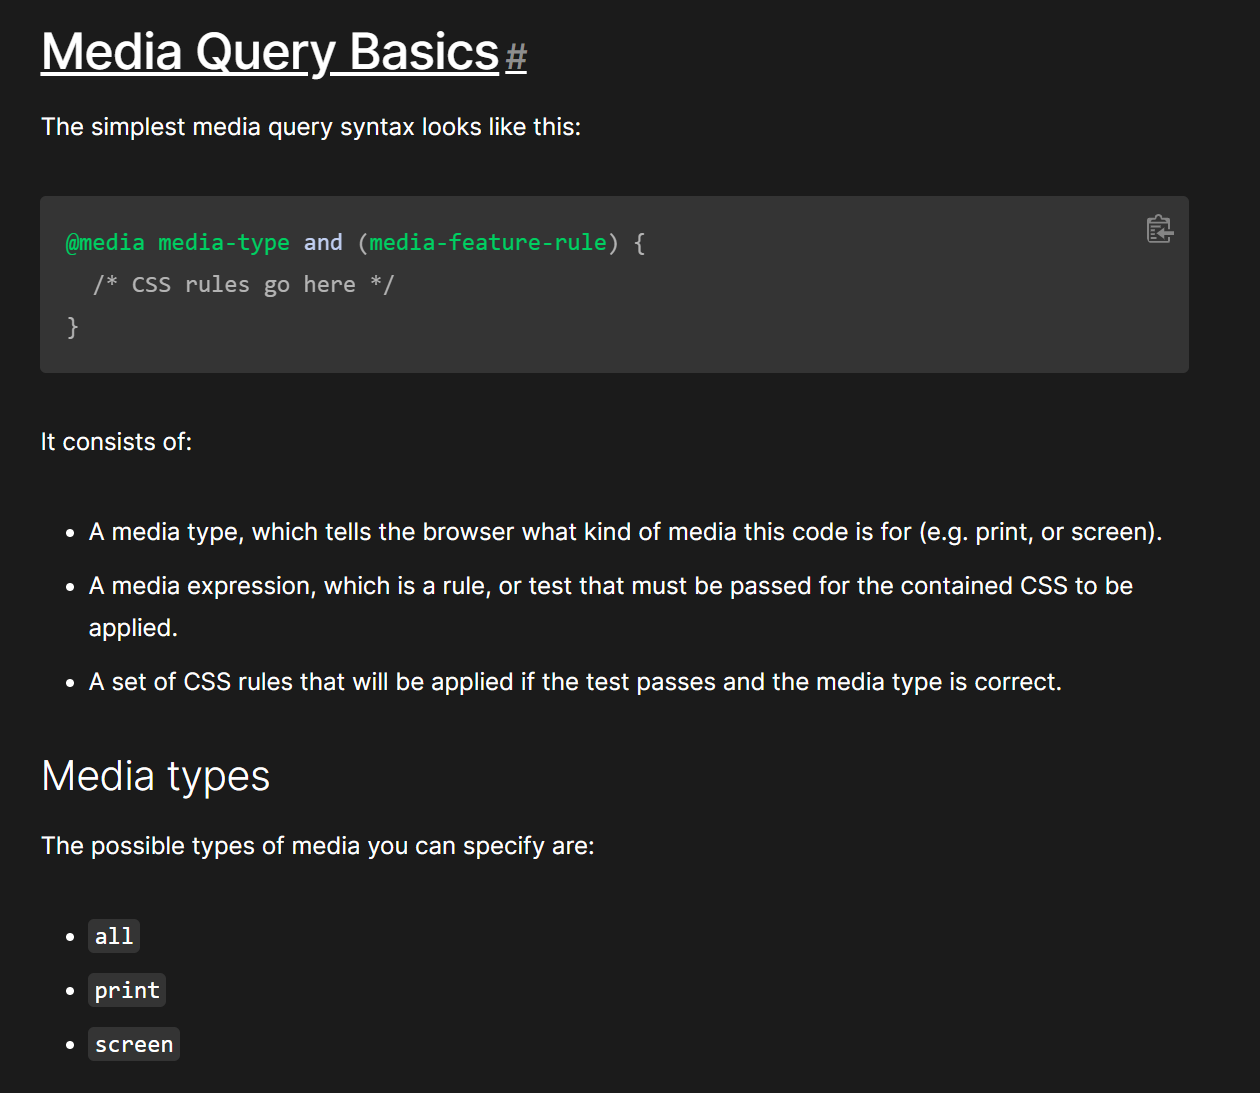 Media Query Basics #
The simplest media query syntax looks like this:
@media media-type and (media-feature-rule) {
  /* CSS rules go here */
}
It consists of:
• A media type, which tells the browser what kind of media this code is for (e.g. print, or screen).
• A media expression, which is a rule, or test that must be passed for the contained CSS to be
applied.
• A set of CSS rules that will be applied if the test passes and the media type is correct.
Media types
The possible types of media you can specify are:
• all
• print
• screen